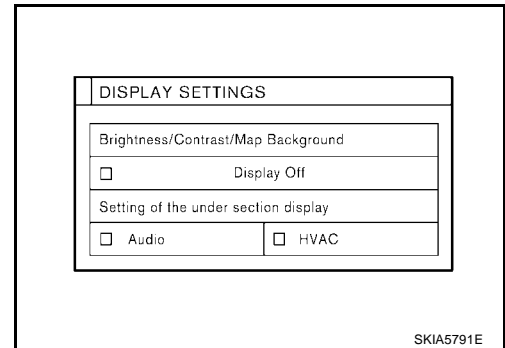 DISPLAY SETTINGS
Brightness/Contrast/Map Background
Display Off
Setting of the under section display
Audio HVAC
SKIA5791E